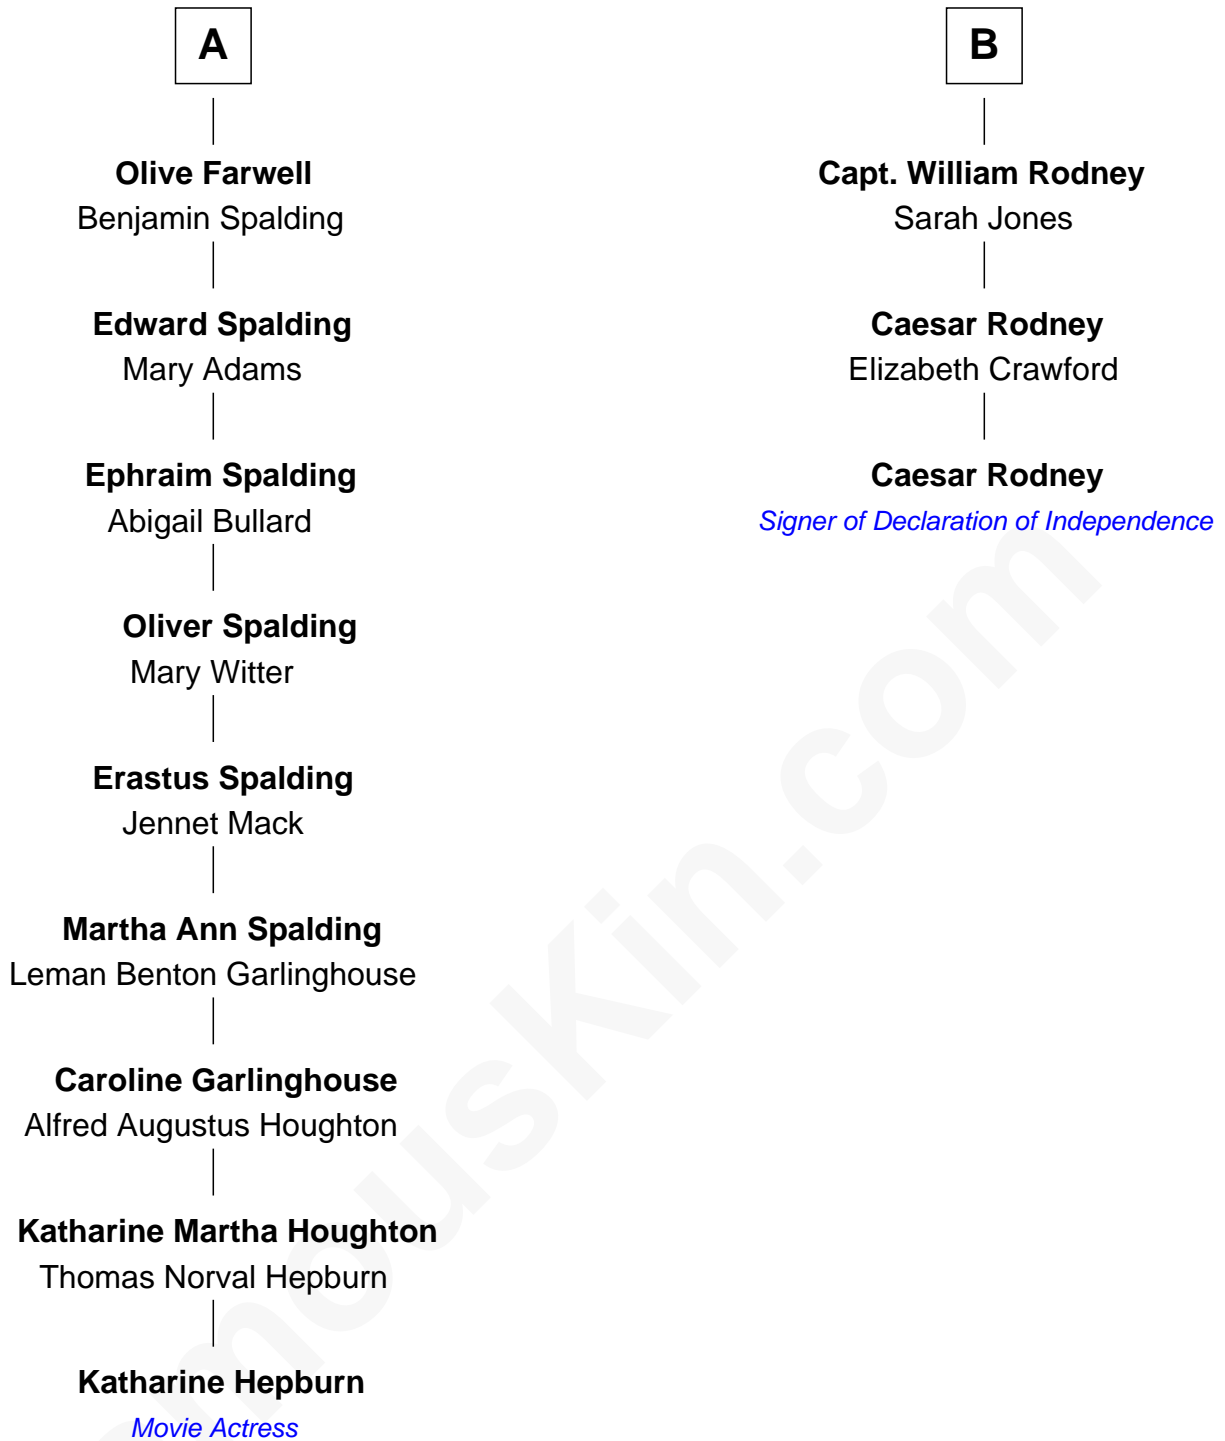 A
Olive Farwell
Benjamin Spalding
Edward Spalding
Mary Adams
Ephraim Spalding
Abigail Bullard
Oliver Spalding
Mary Witter
Erastus Spalding
Jennet Mack
Martha Ann Spalding
Leman Benton Garlinghouse
Caroline Garlinghouse
Alfred Augustus Houghton
Katharine Martha Houghton
Thomas Norval Hepburn
Katharine Hepburn
Movie Actress
B
Capt. William Rodney
Sarah Jones
Caesar Rodney
Elizabeth Crawford
Caesar Rodney
Signer of Declaration of Independence
mousKin.com